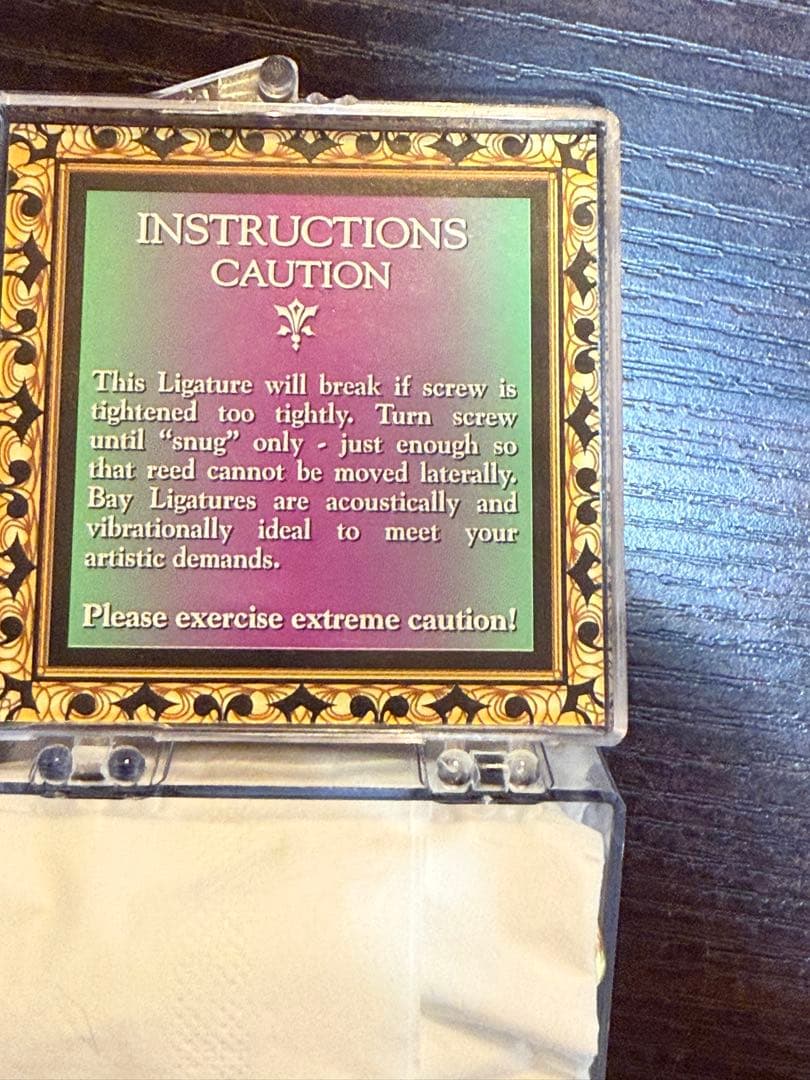 INSTRUCTIONS
CAUTION
This Ligature will break if screw is
tightened too tightly. Turn screw
until “snug” only - just enough so
that reed cannot be moved laterally.
Bay Ligatures are acoustically and
vibrationally ideal to meet your
artistic demands.
Please exercise extreme caution!